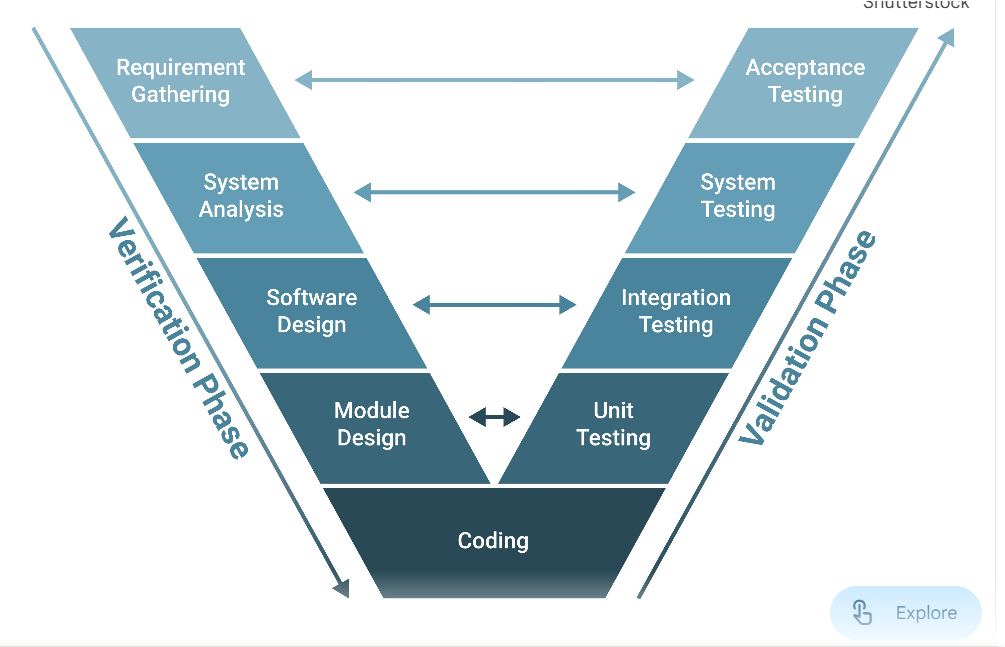 Shutterstock
Requirement
Gathering
Acceptance
Testing
System
Analysis
System
Testing
Software
Design
Integration
Testing
Module
Design
Unit
Testing
Coding
Verification Phase
Validation Phase
Explore